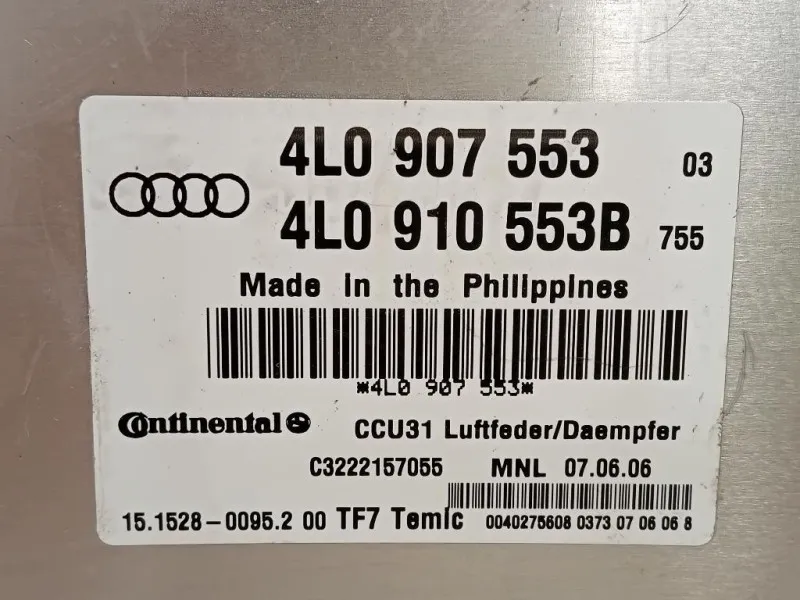 4L0 907 553 03
4L0 910 553B 755
Made in the Philippines
*4L0 907 553*
Continental CCU31 Luftfeder/Daempfer
C3222157055 MNL 07.06.06
15.1528-0095.2 00 TF7 Temic 0040275608 0373 07 06 06 8